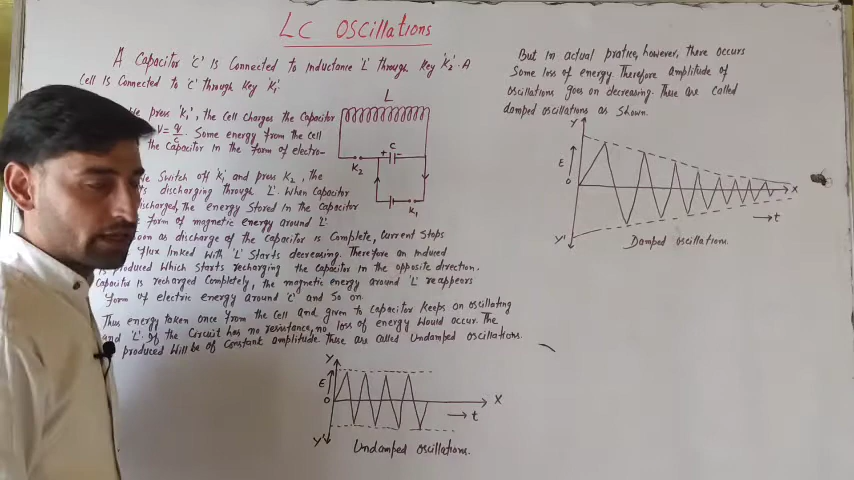 LC OSCILLATIONS
A Capacitor 'C' is Connected to inductance 'L' through key 'K2'. A
Cell is Connected to 'C' through key 'K1'.
press 'K1', the Cell Charges the Capacitor
V = q/C. Some energy from the cell
the Capacitor in the form of electro-
Switch off K1 and press K2, the
discharging through 'L'. When Capacitor
discharged, the energy Stored in the Capacitor
form of magnetic energy around 'L'.
as discharge of the Capacitor is Complete, Current Stops
flux linked With 'L' Starts decreasing. Therefore an induced
is produced Which Starts recharging the capacitor in the opposite direction.
Capacitor is recharged Completely, the magnetic energy around 'L' reappears
form of electric energy around 'C' and So on.
Thus energy taken once from the Cell and given to Capacitor keeps on oscillating
and 'L'. If the Circuit has no resistance, no loss of energy Would occur. The
produced Will be of Constant amplitude. These are called Undamped oscillations.
L
C
+
-
K2
K1
Y
E
O
X
t
Y'
Undamped oscillations.
But in actual pratice, however, there occurs
Some loss of energy. Therefore amplitude of
oscillations goes on decreasing. These are called
damped oscillations as Shown.
Y
E
O
X
t
Y'
Damped oscillations.